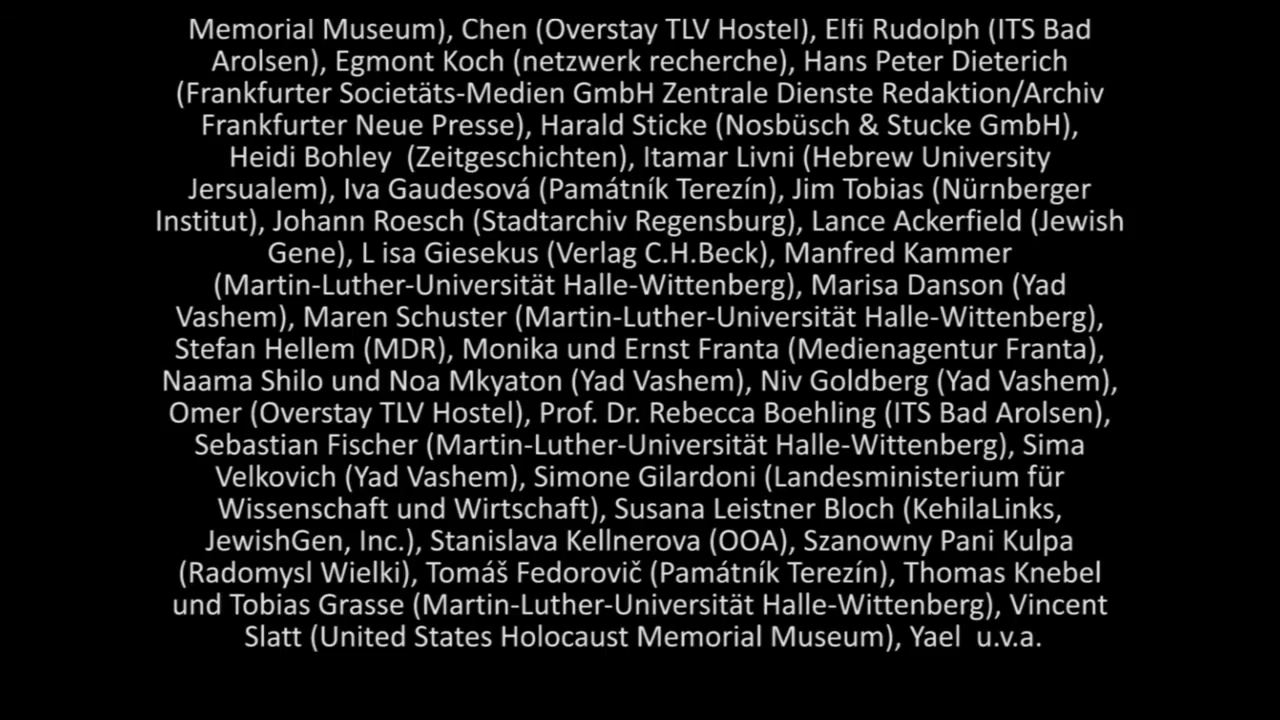 Memorial Museum), Chen (Overstay TLV Hostel), Elfi Rudolph (ITS Bad
Arolsen), Egmont Koch (netzwerk recherche), Hans Peter Dieterich
(Frankfurter Societäts-Medien GmbH Zentrale Dienste Redaktion/Archiv
Frankfurter Neue Presse), Harald Sticke (Nosbüsch & Stucke GmbH),
Heidi Bohley  (Zeitgeschichten), Itamar Livni (Hebrew University
Jersualem), Iva Gaudesová (Památník Terezín), Jim Tobias (Nürnberger
Institut), Johann Roesch (Stadtarchiv Regensburg), Lance Ackerfield (Jewish
Gene), L isa Giesekus (Verlag C.H.Beck), Manfred Kammer
(Martin-Luther-Universität Halle-Wittenberg), Marisa Danson (Yad
Vashem), Maren Schuster (Martin-Luther-Universität Halle-Wittenberg),
Stefan Hellem (MDR), Monika und Ernst Franta (Medienagentur Franta),
Naama Shilo und Noa Mkyaton (Yad Vashem), Niv Goldberg (Yad Vashem),
Omer (Overstay TLV Hostel), Prof. Dr. Rebecca Boehling (ITS Bad Arolsen),
Sebastian Fischer (Martin-Luther-Universität Halle-Wittenberg), Sima
Velkovich (Yad Vashem), Simone Gilardoni (Landesministerium für
Wissenschaft und Wirtschaft), Susana Leistner Bloch (KehilaLinks,
JewishGen, Inc.), Stanislava Kellnerova (OOA), Szanowny Pani Kulpa
(Radomysl Wielki), Tomáš Fedorovič (Památník Terezín), Thomas Knebel
und Tobias Grasse (Martin-Luther-Universität Halle-Wittenberg), Vincent
Slatt (United States Holocaust Memorial Museum), Yael  u.v.a.